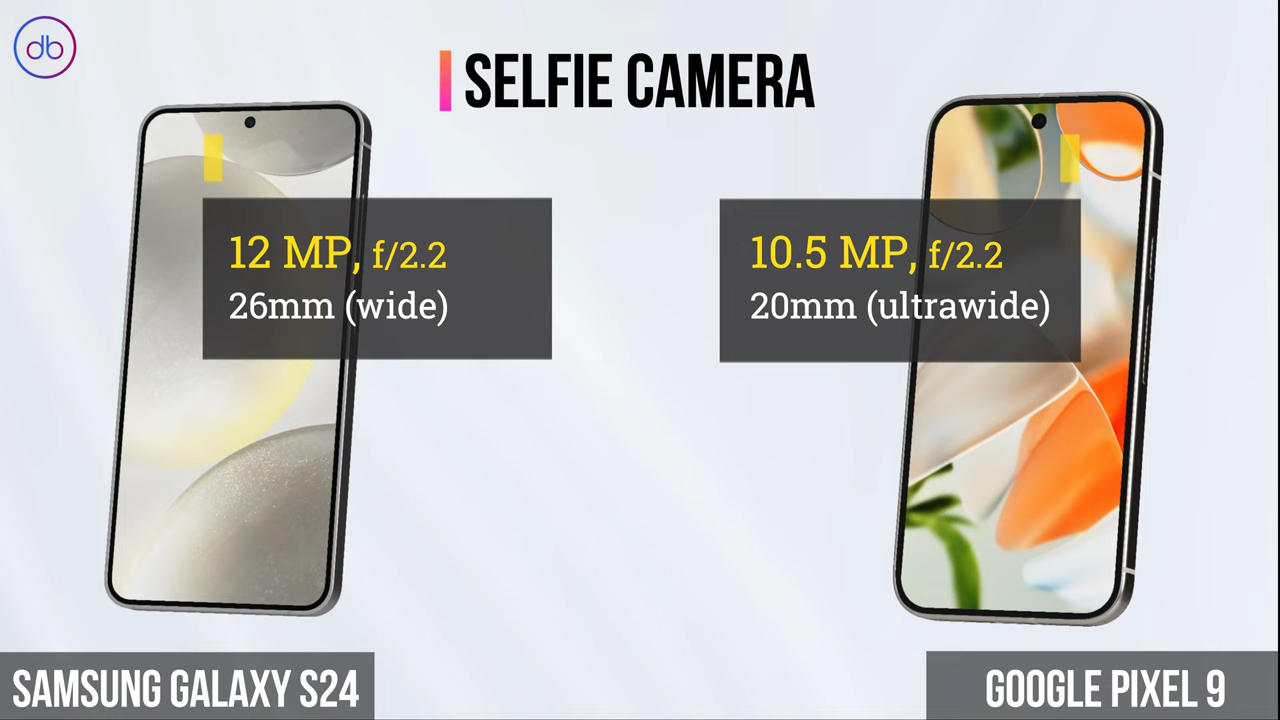 db
SELFIE CAMERA
12 MP, f/2.2
26mm (wide)
10.5 MP, f/2.2
20mm (ultrawide)
SAMSUNG GALAXY S24
GOOGLE PIXEL 9